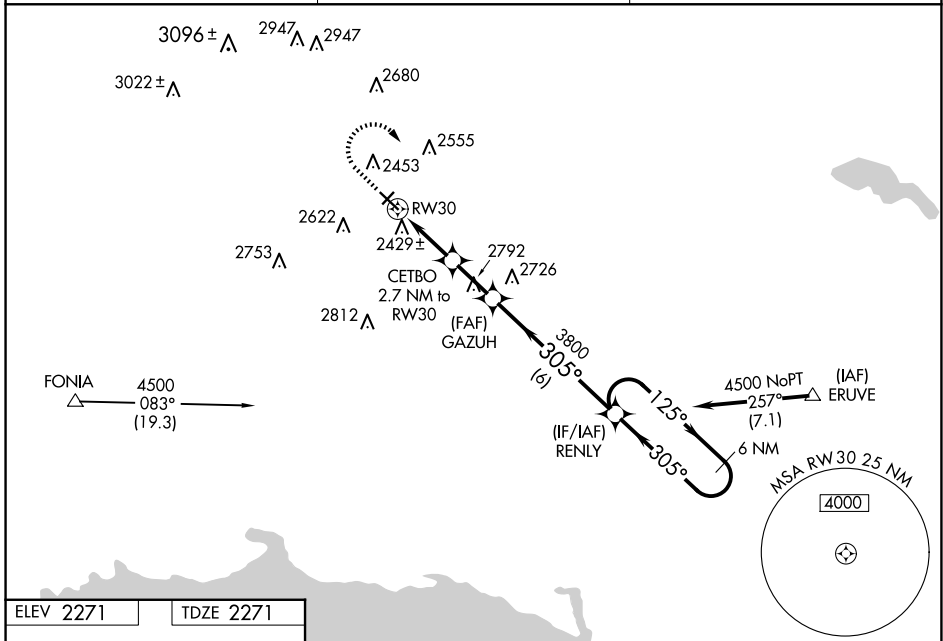 3096 ±
2947
2947
3022 ±
2680
2555
2453
RW30
2622
2429 ±
2753
2792
2726
CETBO
2.7 NM to
RW30
2812
(FAF)
GAZUH
3800
305°
(6)
FONIA
4500
083°
(19.3)
4500 NoPT
257°
(7.1)
(IAF)
ERUVE
125°
(IF/IAF)
RENLY
305°
6 NM
MSA RW30 25 NM
4000
ELEV 2271
TDZE 2271